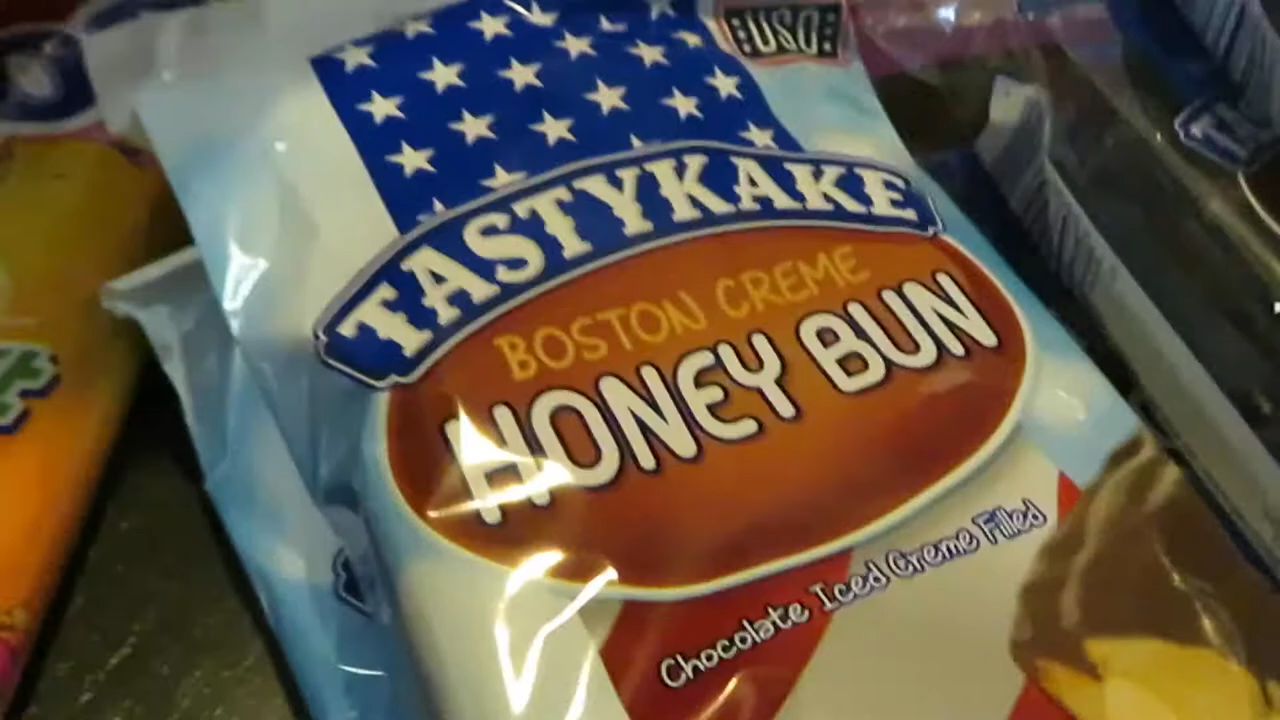 USO
TASTYKAKE
BOSTON CREME
HONEY BUN
Chocolate Iced Creme Filled